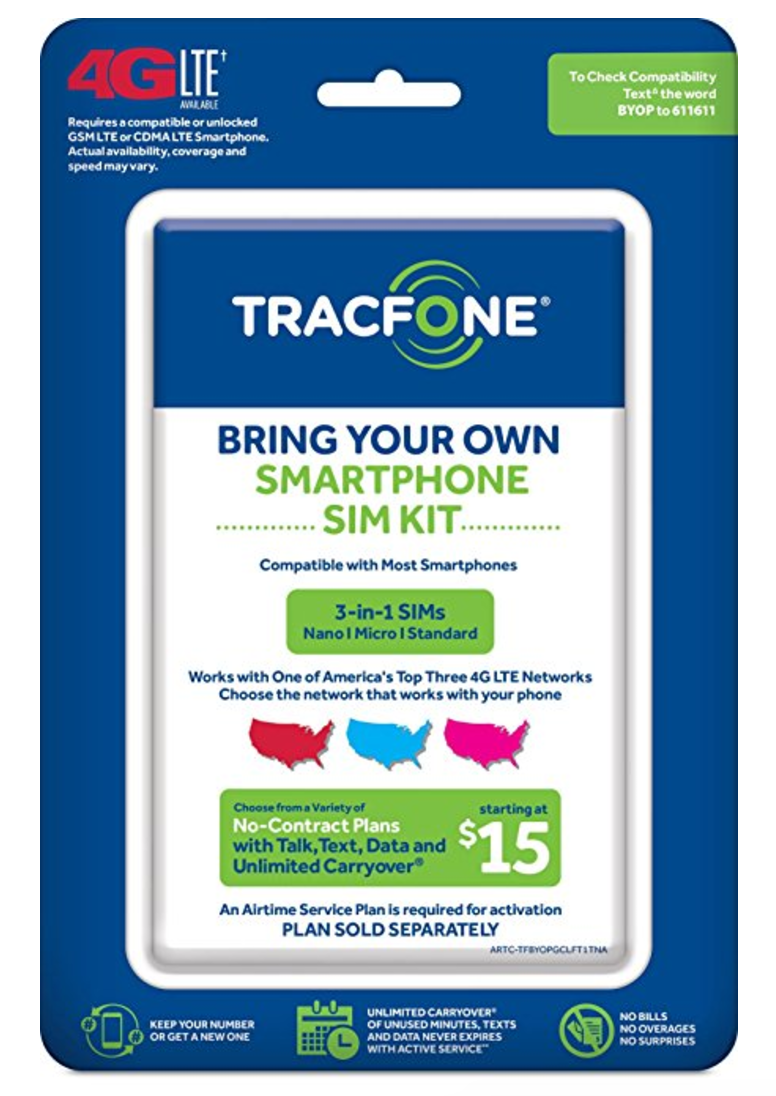 4G LTE†
AVAILABLE
Requires a compatible or unlocked
GSM LTE or CDMA LTE Smartphone.
Actual availability, coverage and
speed may vary.
To Check Compatibility
Text∆ the word
BYOP to 611611
TRACFONE®
BRING YOUR OWN
SMARTPHONE
SIM KIT
Compatible with Most Smartphones
3-in-1 SIMs
Nano | Micro | Standard
Works with One of America's Top Three 4G LTE Networks
Choose the network that works with your phone
Choose from a Variety of
No-Contract Plans
with Talk, Text, Data and
Unlimited Carryover®
starting at
$15
An Airtime Service Plan is required for activation
PLAN SOLD SEPARATELY
ARTC-TFBYOPGCLFT1TNA
# #
KEEP YOUR NUMBER
OR GET A NEW ONE
UNLIMITED CARRYOVER®
OF UNUSED MINUTES, TEXTS
AND DATA NEVER EXPIRES
WITH ACTIVE SERVICE**
NO BILLS
NO OVERAGES
NO SURPRISES